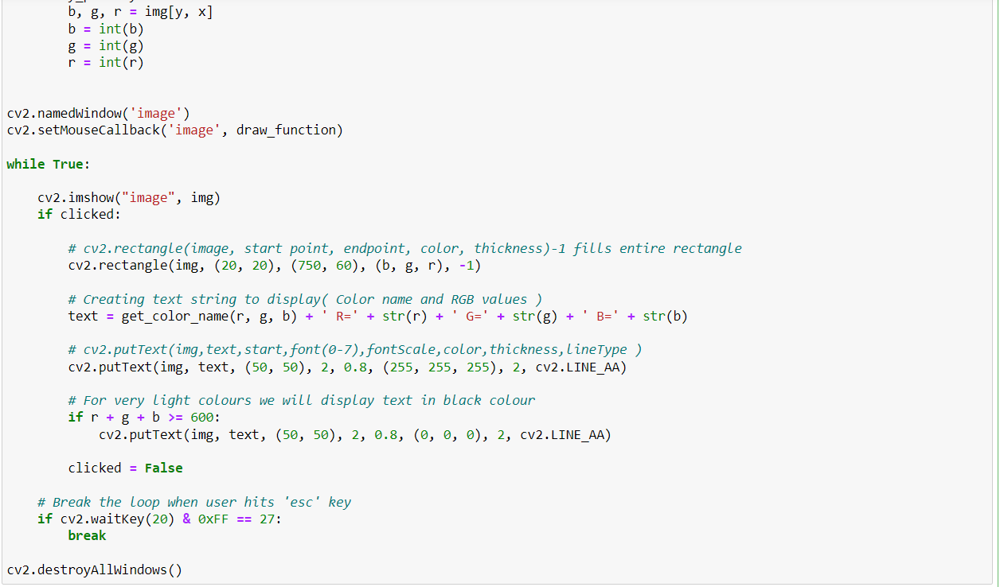 b, g, r = img[y, x]
b = int(b)
g = int(g)
r = int(r)
cv2.namedWindow('image')
cv2.setMouseCallback('image', draw_function)
while True:
cv2.imshow("image", img)
if clicked:
# cv2.rectangle(image, start point, endpoint, color, thickness)-1 fills entire rectangle
cv2.rectangle(img, (20, 20), (750, 60), (b, g, r), -1)
# Creating text string to display( Color name and RGB values )
text = get_color_name(r, g, b) + ' R=' + str(r) + ' G=' + str(g) + ' B=' + str(b)
# cv2.putText(img,text,start,font(0-7),fontScale,color,thickness,lineType )
cv2.putText(img, text, (50, 50), 2, 0.8, (255, 255, 255), 2, cv2.LINE_AA)
# For very light colours we will display text in black colour
if r + g + b >= 600:
cv2.putText(img, text, (50, 50), 2, 0.8, (0, 0, 0), 2, cv2.LINE_AA)
clicked = False
# Break the loop when user hits 'esc' key
if cv2.waitKey(20) & 0xFF == 27:
break
cv2.destroyAllWindows()